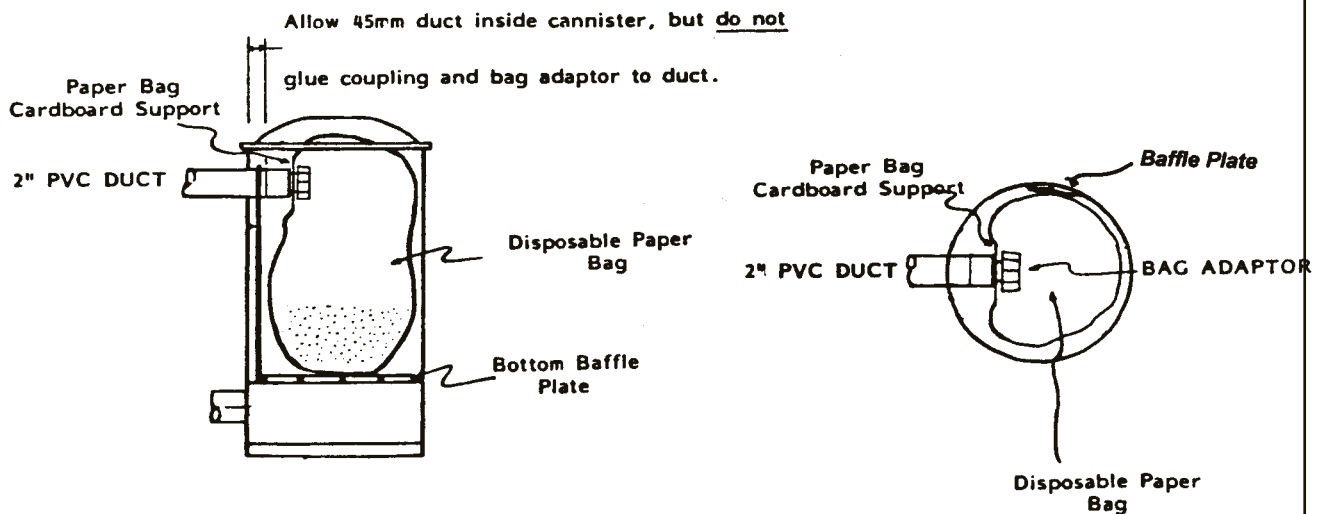 Allow 45mm duct inside cannister, but do not
glue coupling and bag adaptor to duct.
Paper Bag
Cardboard Support
2" PVC DUCT
Disposable Paper
Bag
Bottom Baffle
Plate
Baffle Plate
Paper Bag
Cardboard Support
2" PVC DUCT
BAG ADAPTOR
Disposable Paper
Bag